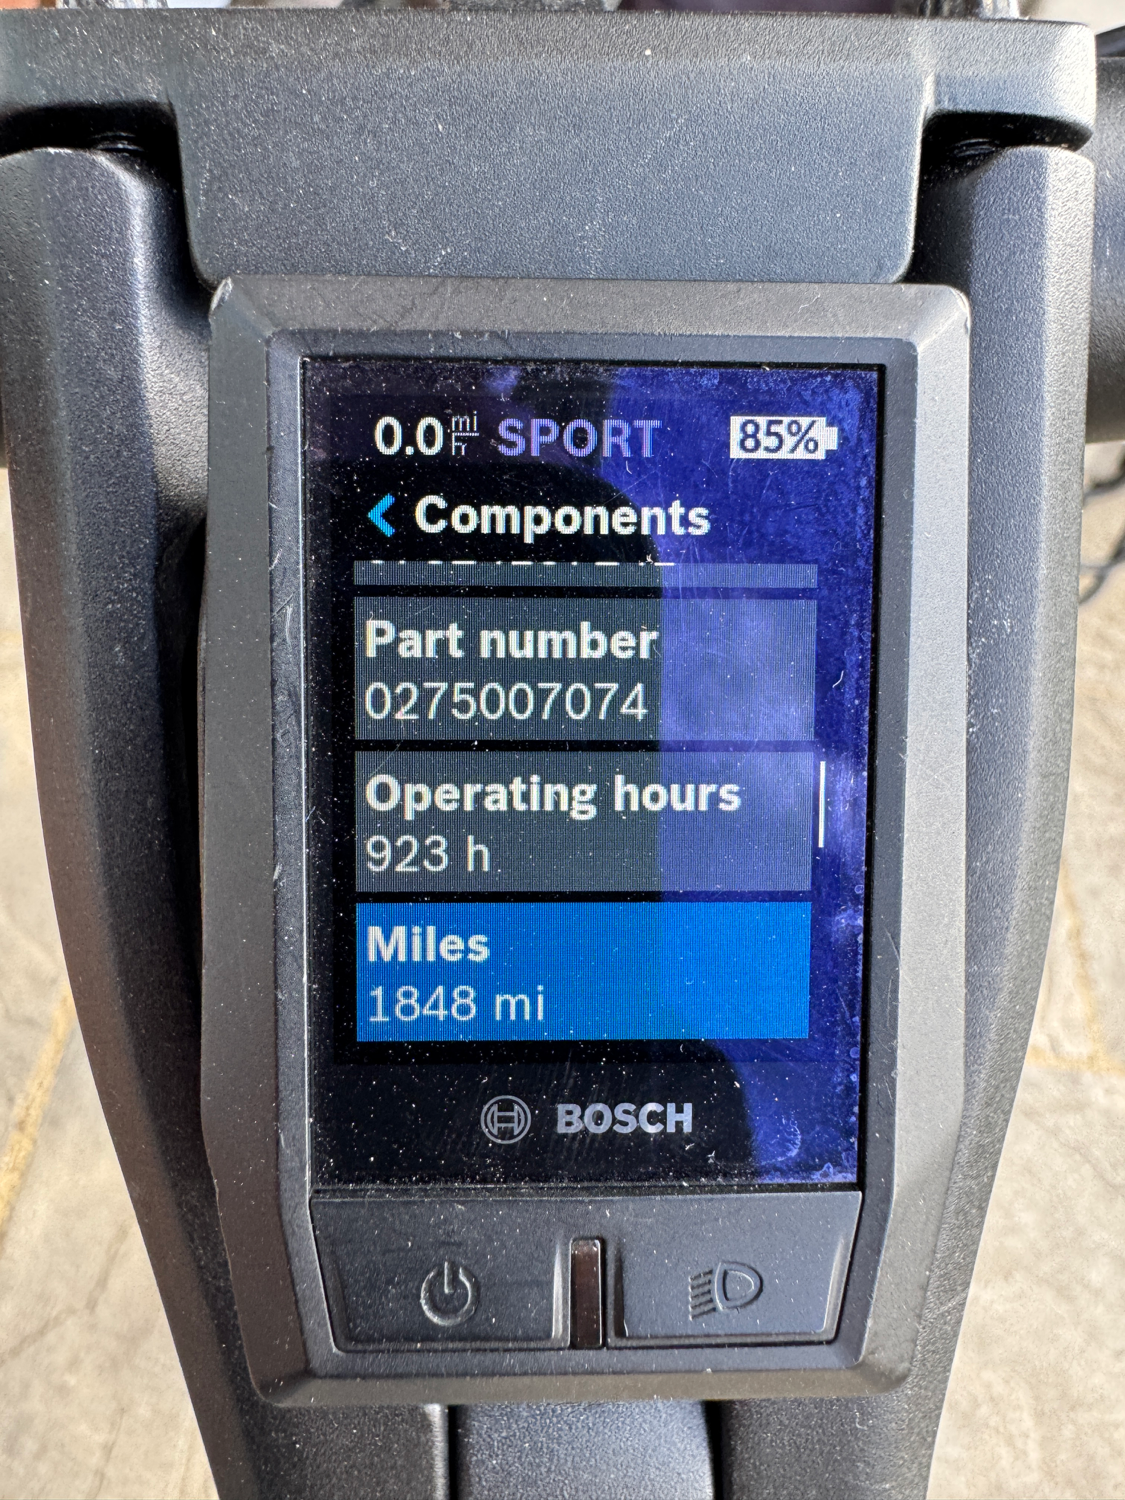 0.0 mi/h SPORT 85%
Components
Part number
0275007074
Operating hours
923 h
Miles
1848 mi
BOSCH